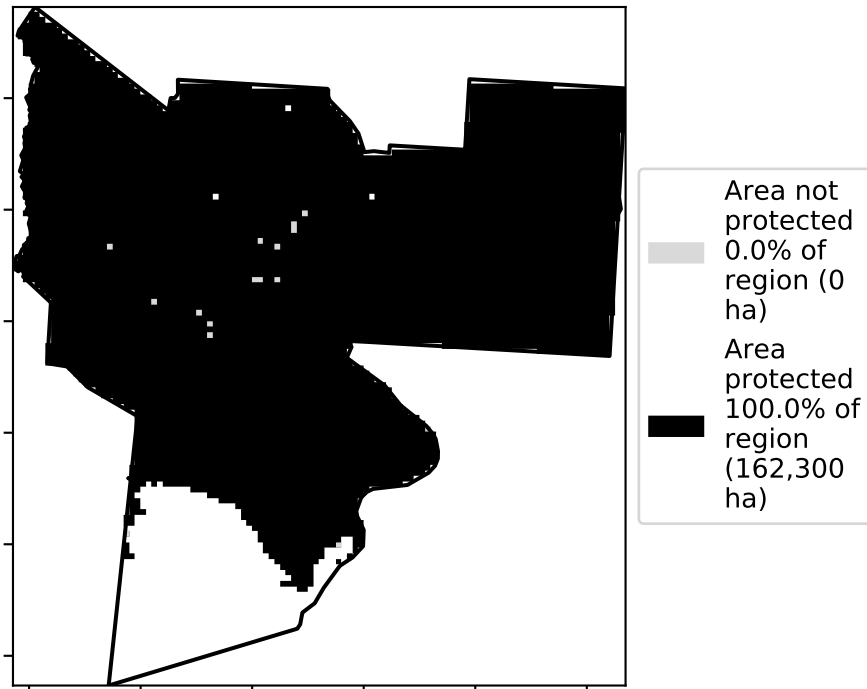 Area not
protected
0.0% of
region (0
ha)
Area
protected
100.0% of
region
(162,300
ha)